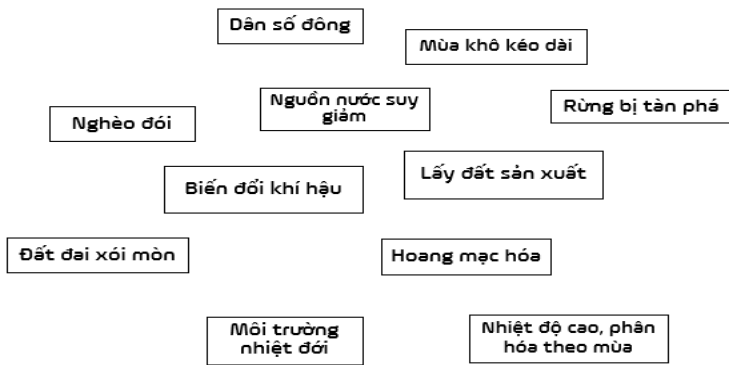 Dân số đông
Mùa khô kéo dài
Nguồn nước suy
giảm
Rừng bị tàn phá
Nghèo đói
Lấy đất sản xuất
Biến đổi khí hậu
Đất đai xói mòn
Hoang mạc hóa
Môi trường
nhiệt đới
Nhiệt độ cao, phân
hóa theo mùa